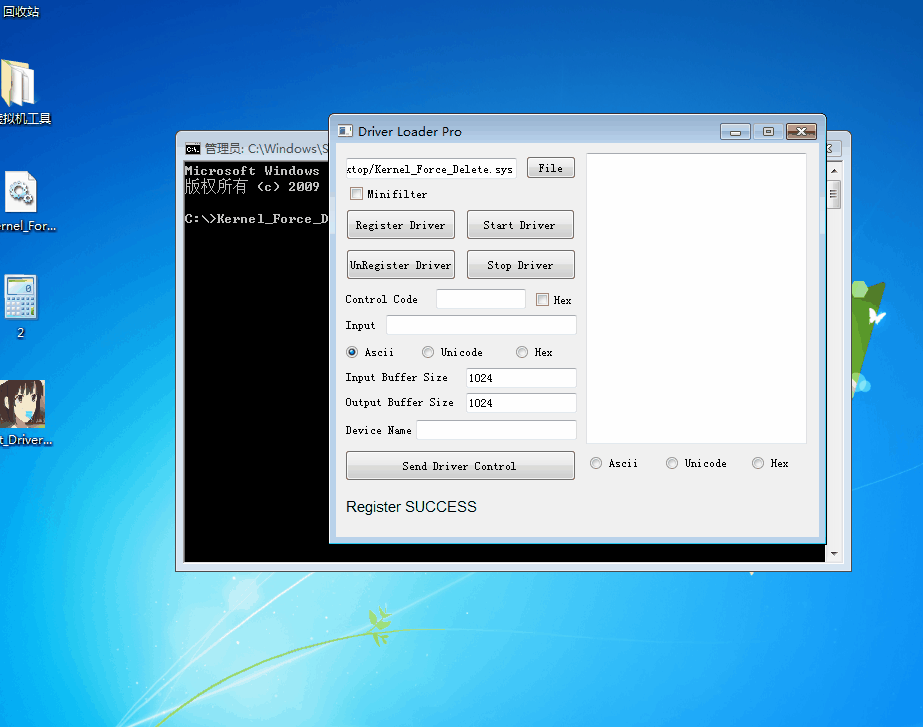 回收站
虚拟机工具
ernel_For...
2
t_Driver...
管理员: C:\Windows\S
Microsoft Windows
版权所有 (c) 2009
C:\>Kernel_Force_D
Driver Loader Pro
ktop/Kernel_Force_Delete.sys
File
Minifilter
Register Driver
Start Driver
UnRegister Driver
Stop Driver
Control Code
Hex
Input
Ascii Unicode Hex
Input Buffer Size 1024
Output Buffer Size 1024
Device Name
Send Driver Control
Ascii Unicode Hex
Register SUCCESS